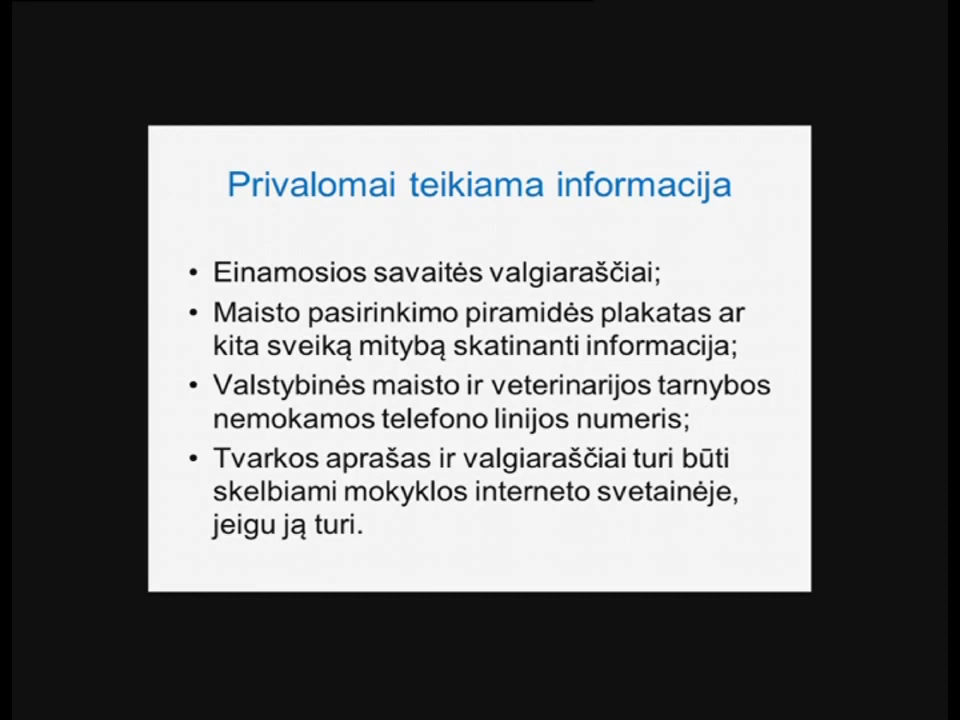 Privalomai teikiama informacija
• Einamosios savaitės valgiaraščiai;
• Maisto pasirinkimo piramidės plakatas ar
kita sveiką mitybą skatinanti informacija;
• Valstybinės maisto ir veterinarijos tarnybos
nemokamos telefono linijos numeris;
• Tvarkos aprašas ir valgiaraščiai turi būti
skelbiami mokyklos interneto svetainėje,
jeigu ją turi.